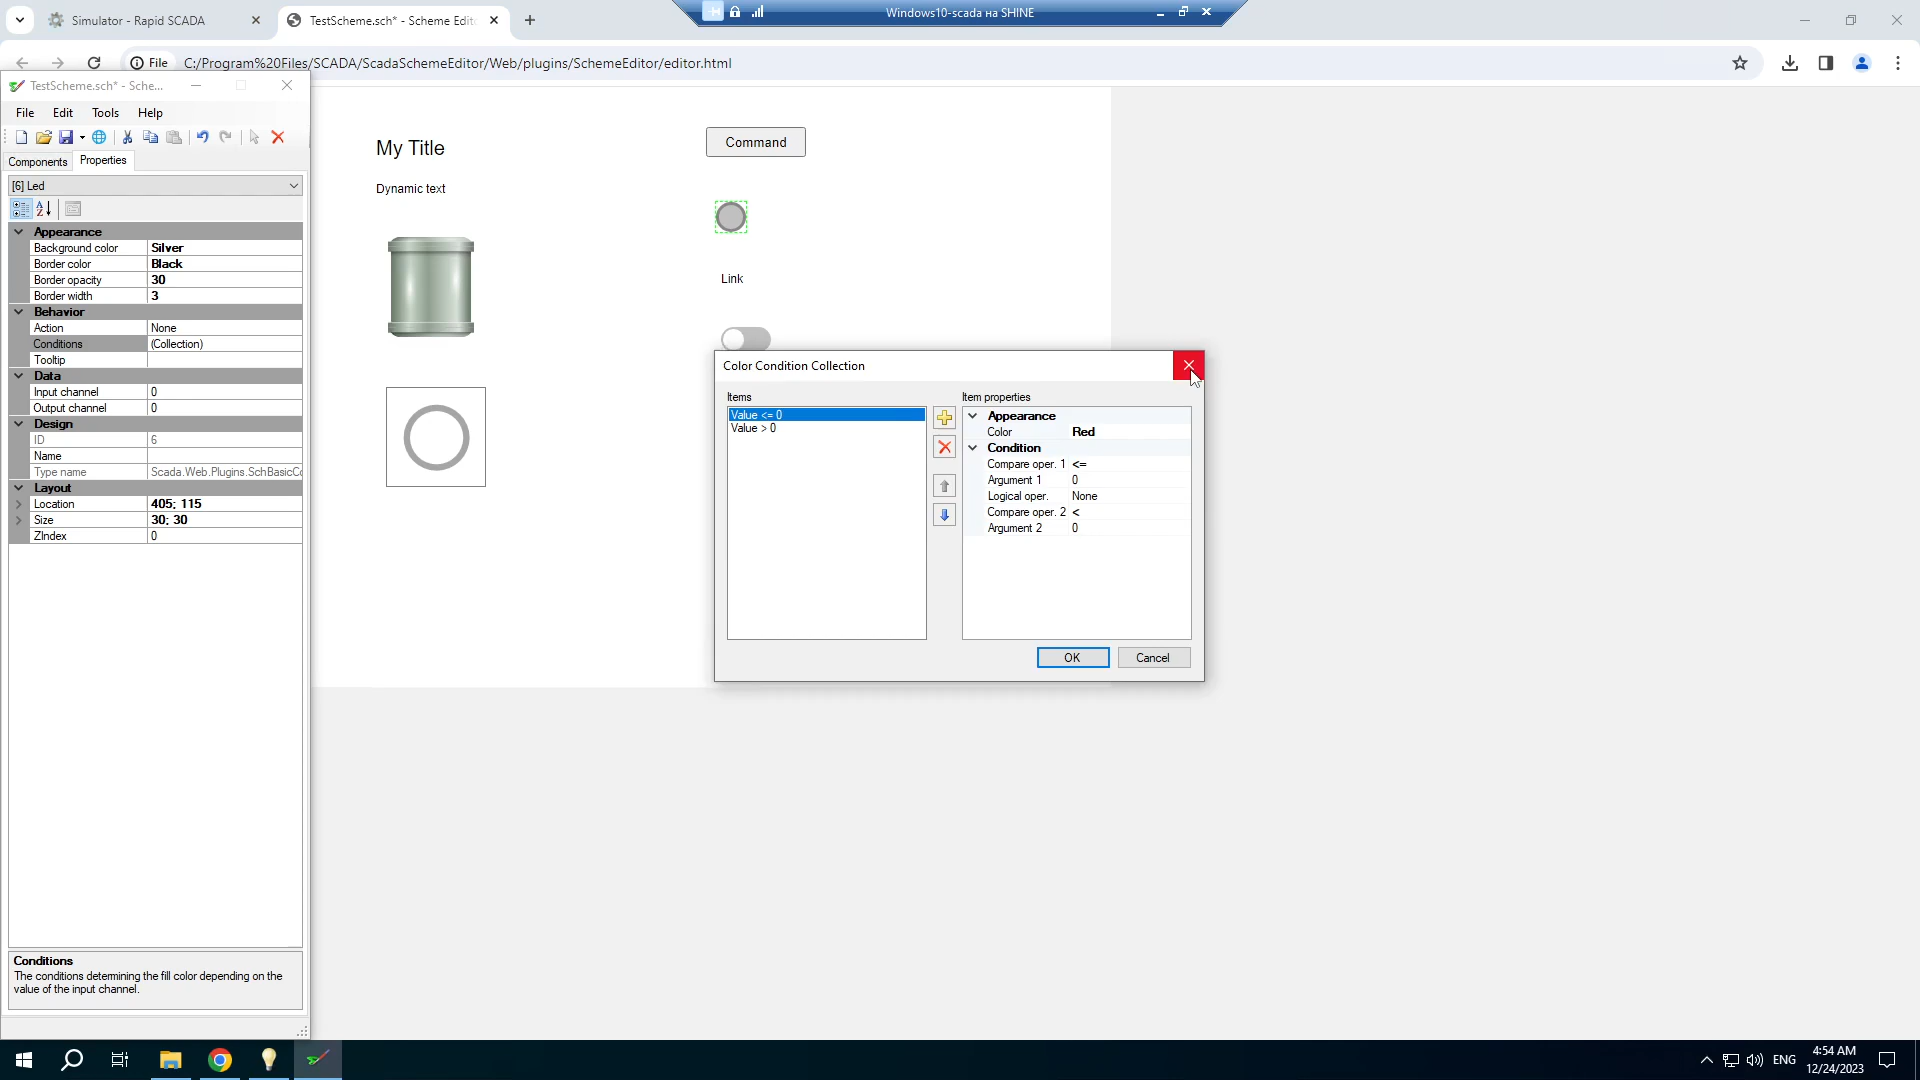 Simulator - Rapid SCADA
TestScheme.sch* - Scheme Edit
Windows10-scada на SHINE
File
C:/Program%20Files/SCADA/ScadaSchemeEditor/Web/plugins/SchemeEditor/editor.html
TestScheme.sch* - Sche...
File Edit Tools Help
Components Properties
[6] Led
Appearance
Background color Silver
Border color Black
Border opacity 30
Border width 3
Behavior
Action None
Conditions (Collection)
Tooltip
Data
Input channel 0
Output channel 0
Design
ID 6
Name
Type name Scada.Web.Plugins.SchBasicCo
Layout
Location 405; 115
Size 30; 30
ZIndex 0
Conditions
The conditions determining the fill color depending on the
value of the input channel.
My Title
Dynamic text
Command
Link
Color Condition Collection
Items
Value <= 0
Value > 0
Item properties
Appearance
Color Red
Condition
Compare oper. 1 <=
Argument 1 0
Logical oper. None
Compare oper. 2 <
Argument 2 0
OK
Cancel
ENG
4:54 AM
12/24/2023